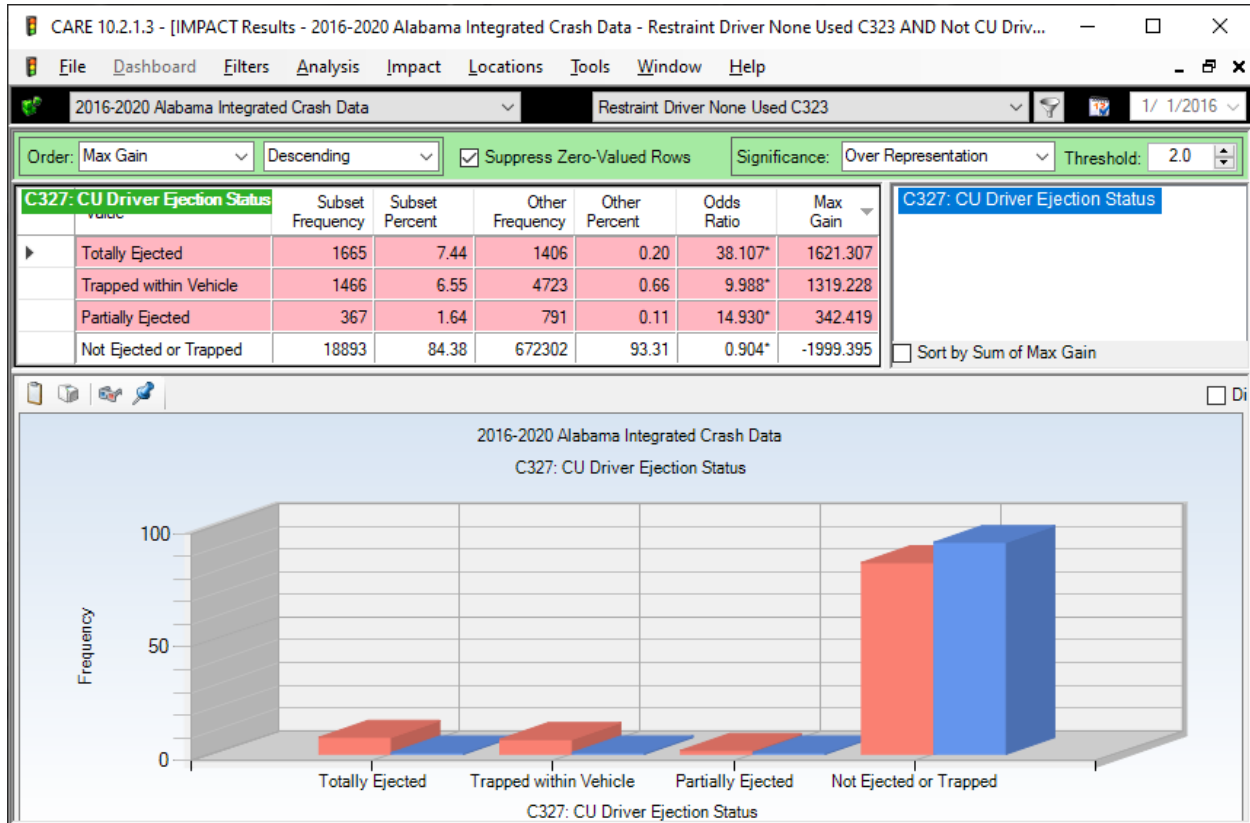 CARE 10.2.1.3 - [IMPACT Results - 2016-2020 Alabama Integrated Crash Data - Restraint Driver None Used C323 AND Not CU Driv...
File Dashboard Filters Analysis Impact Locations Tools Window Help
2016-2020 Alabama Integrated Crash Data Restraint Driver None Used C323 1/ 1/2016
Order: Max Gain Descending Suppress Zero-Valued Rows Significance: Over Representation Threshold: 2.0
C327: CU Driver Ejection Status Subset Frequency Subset Percent Other Frequency Other Percent Odds Ratio Max Gain C327: CU Driver Ejection Status
Totally Ejected 1665 7.44 1406 0.20 38.107* 1621.307
Trapped within Vehicle 1466 6.55 4723 0.66 9.988* 1319.228
Partially Ejected 367 1.64 791 0.11 14.930* 342.419
Not Ejected or Trapped 18893 84.38 672302 93.31 0.904* -1999.395 Sort by Sum of Max Gain
Di
2016-2020 Alabama Integrated Crash Data
C327: CU Driver Ejection Status
100
50
0
Frequency
Totally Ejected Trapped within Vehicle Partially Ejected Not Ejected or Trapped
C327: CU Driver Ejection Status